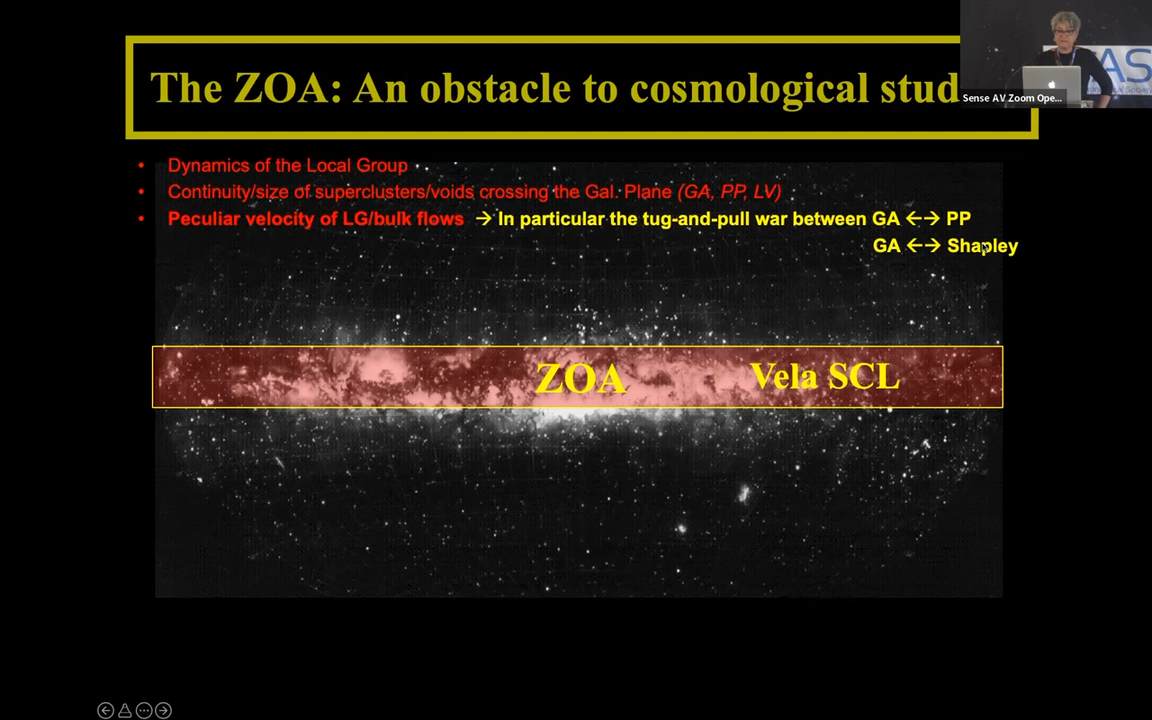 The ZOA: An obstacle to cosmological stud
Sense AV Zoom Ope...
• Dynamics of the Local Group
• Continuity/size of superclusters/voids crossing the Gal. Plane (GA, PP, LV)
• Peculiar velocity of LG/bulk flows → In particular the tug-and-pull war between GA ←→ PP
GA ←→ Shapley
ZOA
Vela SCL